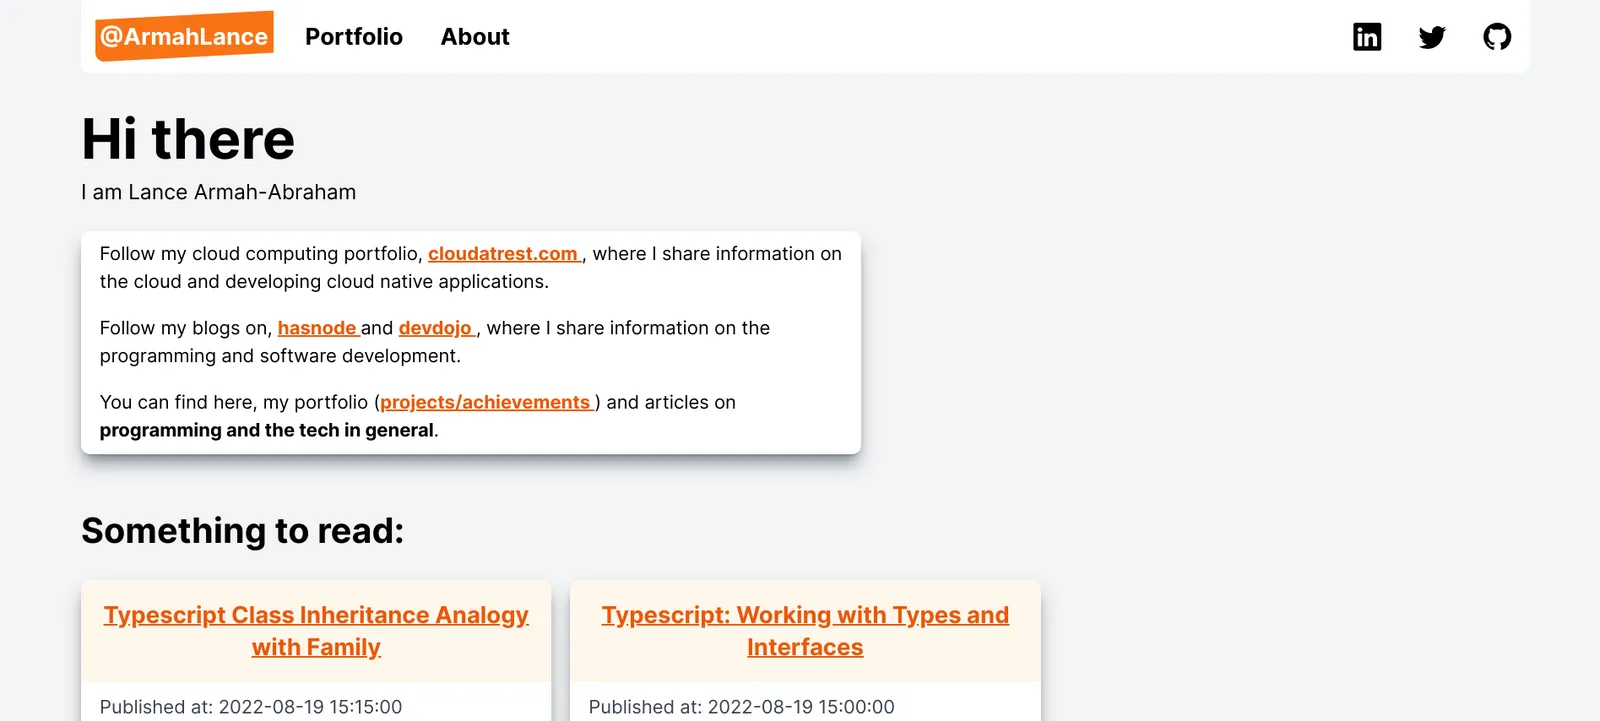 @ArmahLance Portfolio About
Hi there
I am Lance Armah-Abraham
Follow my cloud computing portfolio, cloudatrest.com , where I share information on
the cloud and developing cloud native applications.
Follow my blogs on, hasnode and devdojo , where I share information on the
programming and software development.
You can find here, my portfolio (projects/achievements ) and articles on
programming and the tech in general.
Something to read:
Typescript Class Inheritance Analogy
with Family
Published at: 2022-08-19 15:15:00
Typescript: Working with Types and
Interfaces
Published at: 2022-08-19 15:00:00